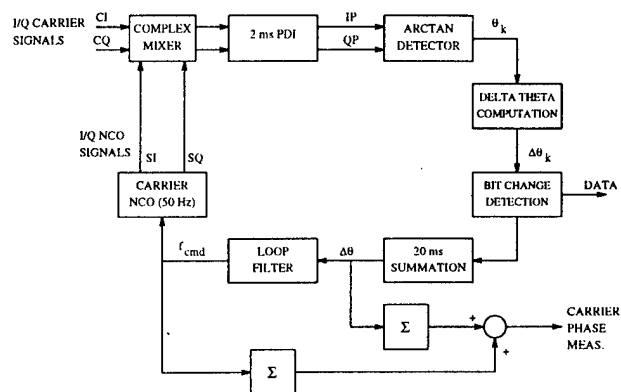 I/Q CARRIER
SIGNALS
CI
CQ
COMPLEX
MIXER
2 ms PDI
IP
QP
ARCTAN
DETECTOR
θk
DELTA THETA
COMPUTATION
Δθk
I/Q NCO
SIGNALS
SI
SQ
BIT CHANGE
DETECTION
DATA
CARRIER
NCO (50 Hz)
fcmd
LOOP
FILTER
Δθ
20 ms
SUMMATION
Σ
+
+
CARRIER
PHASE
MEAS.
Σ